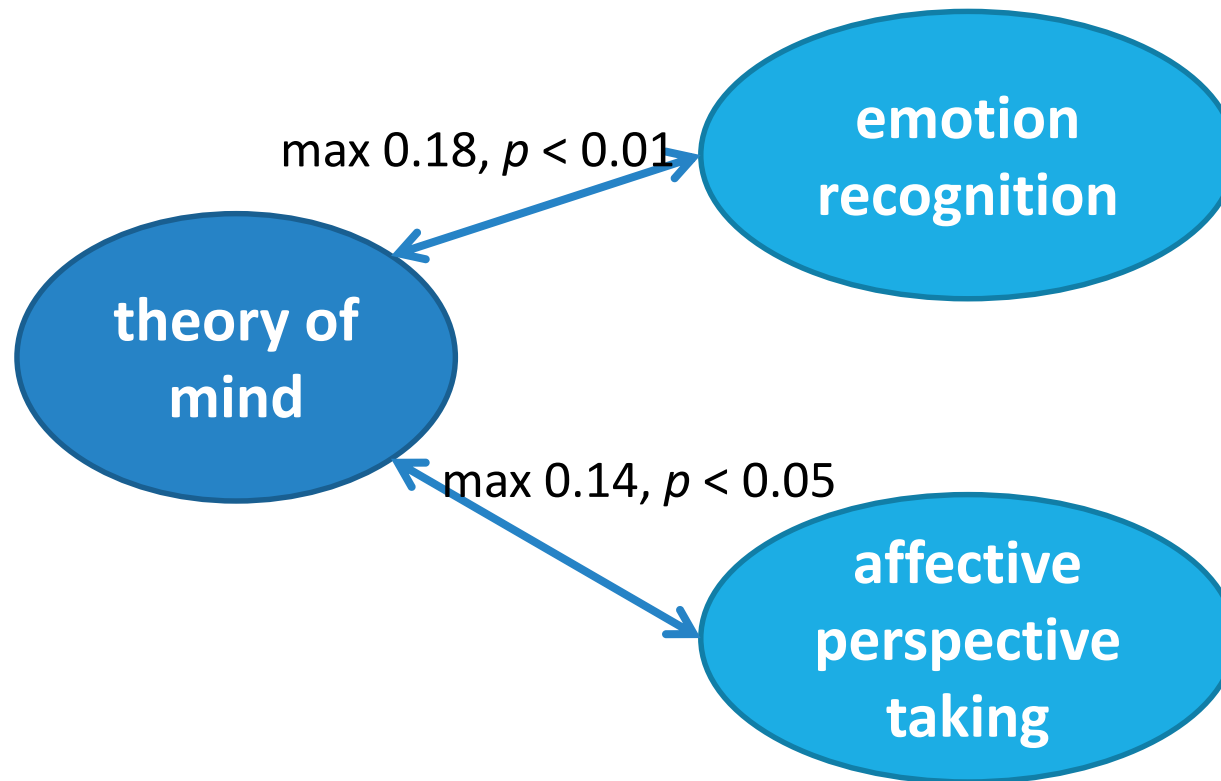 emotion
recognition
max 0.18, p < 0.01
theory of
mind
max 0.14, p < 0.05
affective
perspective
taking